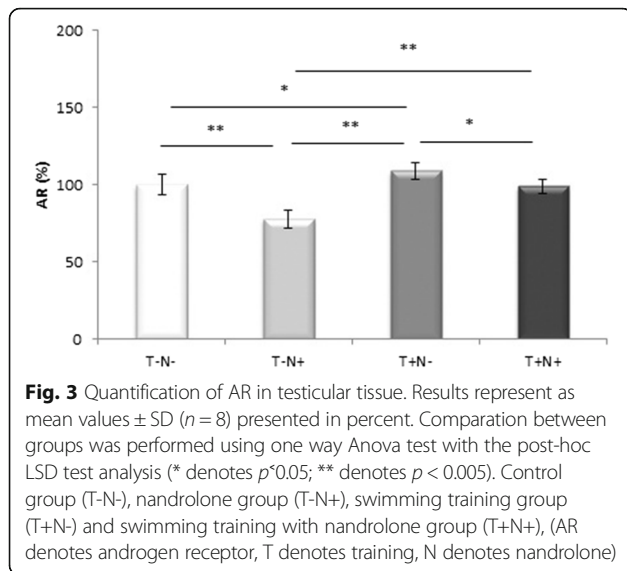 200
**
150
*
**
**
*
AR (%)
100
50
0
T-N-
T-N+
T+N-
T+N+
Fig. 3 Quantification of AR in testicular tissue. Results represent as
mean values ± SD (n = 8) presented in percent. Comparation between
groups was performed using one way Anova test with the post-hoc
LSD test analysis (* denotes p˂0.05; ** denotes p < 0.005). Control
group (T-N-), nandrolone group (T-N+), swimming training group
(T+N-) and swimming training with nandrolone group (T+N+), (AR
denotes androgen receptor, T denotes training, N denotes nandrolone)